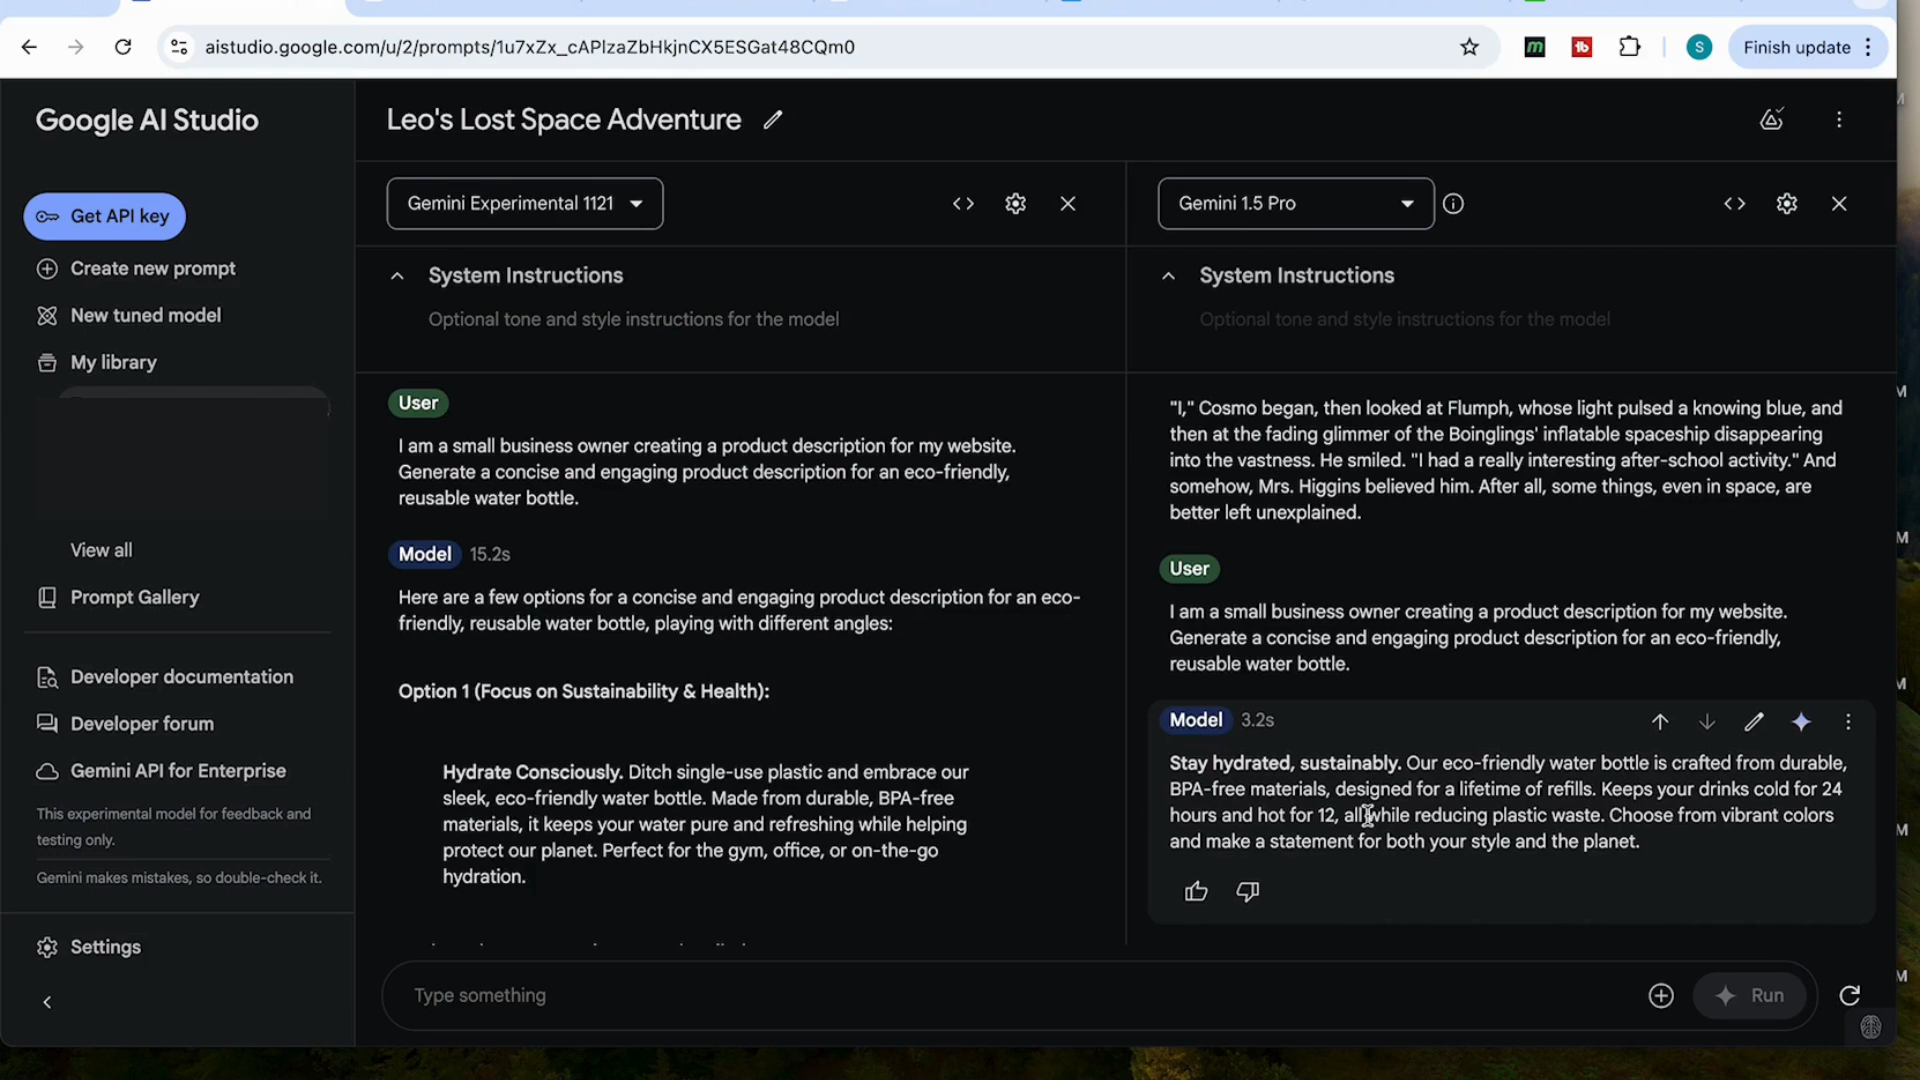 aistudio.google.com/u/2/prompts/1u7xZx_cAPIzaZbHkjnCX5ESGat48CQm0
S
Finish update
Google AI Studio
Get API key
Create new prompt
New tuned model
My library
View all
Prompt Gallery
Developer documentation
Developer forum
Gemini API for Enterprise
This experimental model for feedback and
testing only.
Gemini makes mistakes, so double-check it.
Settings
Leo's Lost Space Adventure
Gemini Experimental 1121
System Instructions
Optional tone and style instructions for the model
User
I am a small business owner creating a product description for my website.
Generate a concise and engaging product description for an eco-friendly,
reusable water bottle.
Model 15.2s
Here are a few options for a concise and engaging product description for an eco-
friendly, reusable water bottle, playing with different angles:
Option 1 (Focus on Sustainability & Health):
Hydrate Consciously. Ditch single-use plastic and embrace our
sleek, eco-friendly water bottle. Made from durable, BPA-free
materials, it keeps your water pure and refreshing while helping
protect our planet. Perfect for the gym, office, or on-the-go
hydration.
Gemini 1.5 Pro
System Instructions
Optional tone and style instructions for the model
"I," Cosmo began, then looked at Flumph, whose light pulsed a knowing blue, and
then at the fading glimmer of the Boinglings' inflatable spaceship disappearing
into the vastness. He smiled. "I had a really interesting after-school activity." And
somehow, Mrs. Higgins believed him. After all, some things, even in space, are
better left unexplained.
User
I am a small business owner creating a product description for my website.
Generate a concise and engaging product description for an eco-friendly,
reusable water bottle.
Model 3.2s
Stay hydrated, sustainably. Our eco-friendly water bottle is crafted from durable,
BPA-free materials, designed for a lifetime of refills. Keeps your drinks cold for 24
hours and hot for 12, all while reducing plastic waste. Choose from vibrant colors
and make a statement for both your style and the planet.
Type something
Run